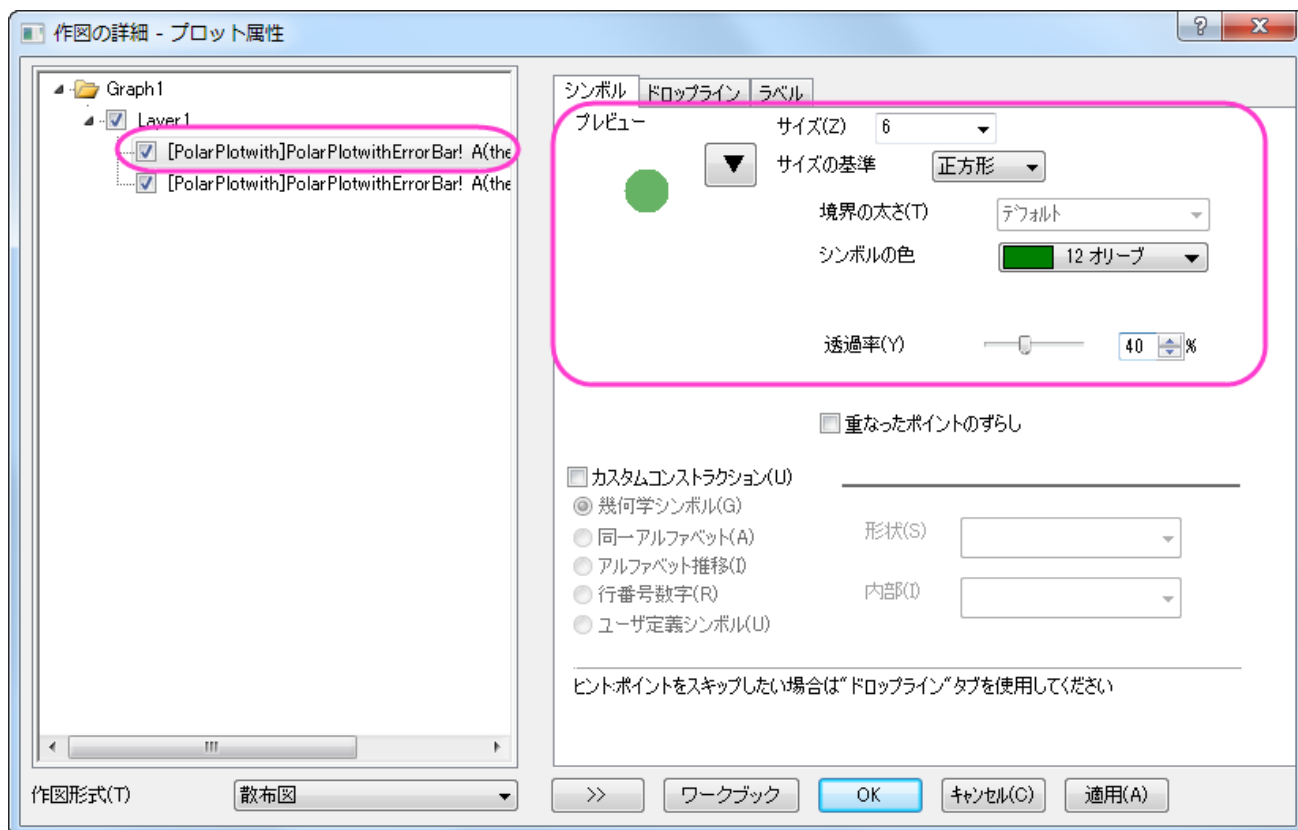 作図の詳細 - プロット属性
Graph1
Layer1
[PolarPlotwith]PolarPlotwithErrorBar! A(the
[PolarPlotwith]PolarPlotwithErrorBar! A(the
シンボル ドロップライン ラベル
プレビュー
サイズ(Z) 6
サイズの基準 正方形
境界の太さ(T) デフォルト
シンボルの色 12 オリーブ
透過率(Y) 40 %
重なったポイントのずらし
カスタムコンストラクション(U)
幾何学シンボル(G)
同一アルファベット(A)
アルファベット推移(I)
行番号数字(R)
ユーザ定義シンボル(U)
形状(S)
内部(I)
ヒント:ポイントをスキップしたい場合は"ドロップライン"タブを使用してください
作図形式(T) 散布図
>> ワークブック OK キャンセル(C) 適用(A)